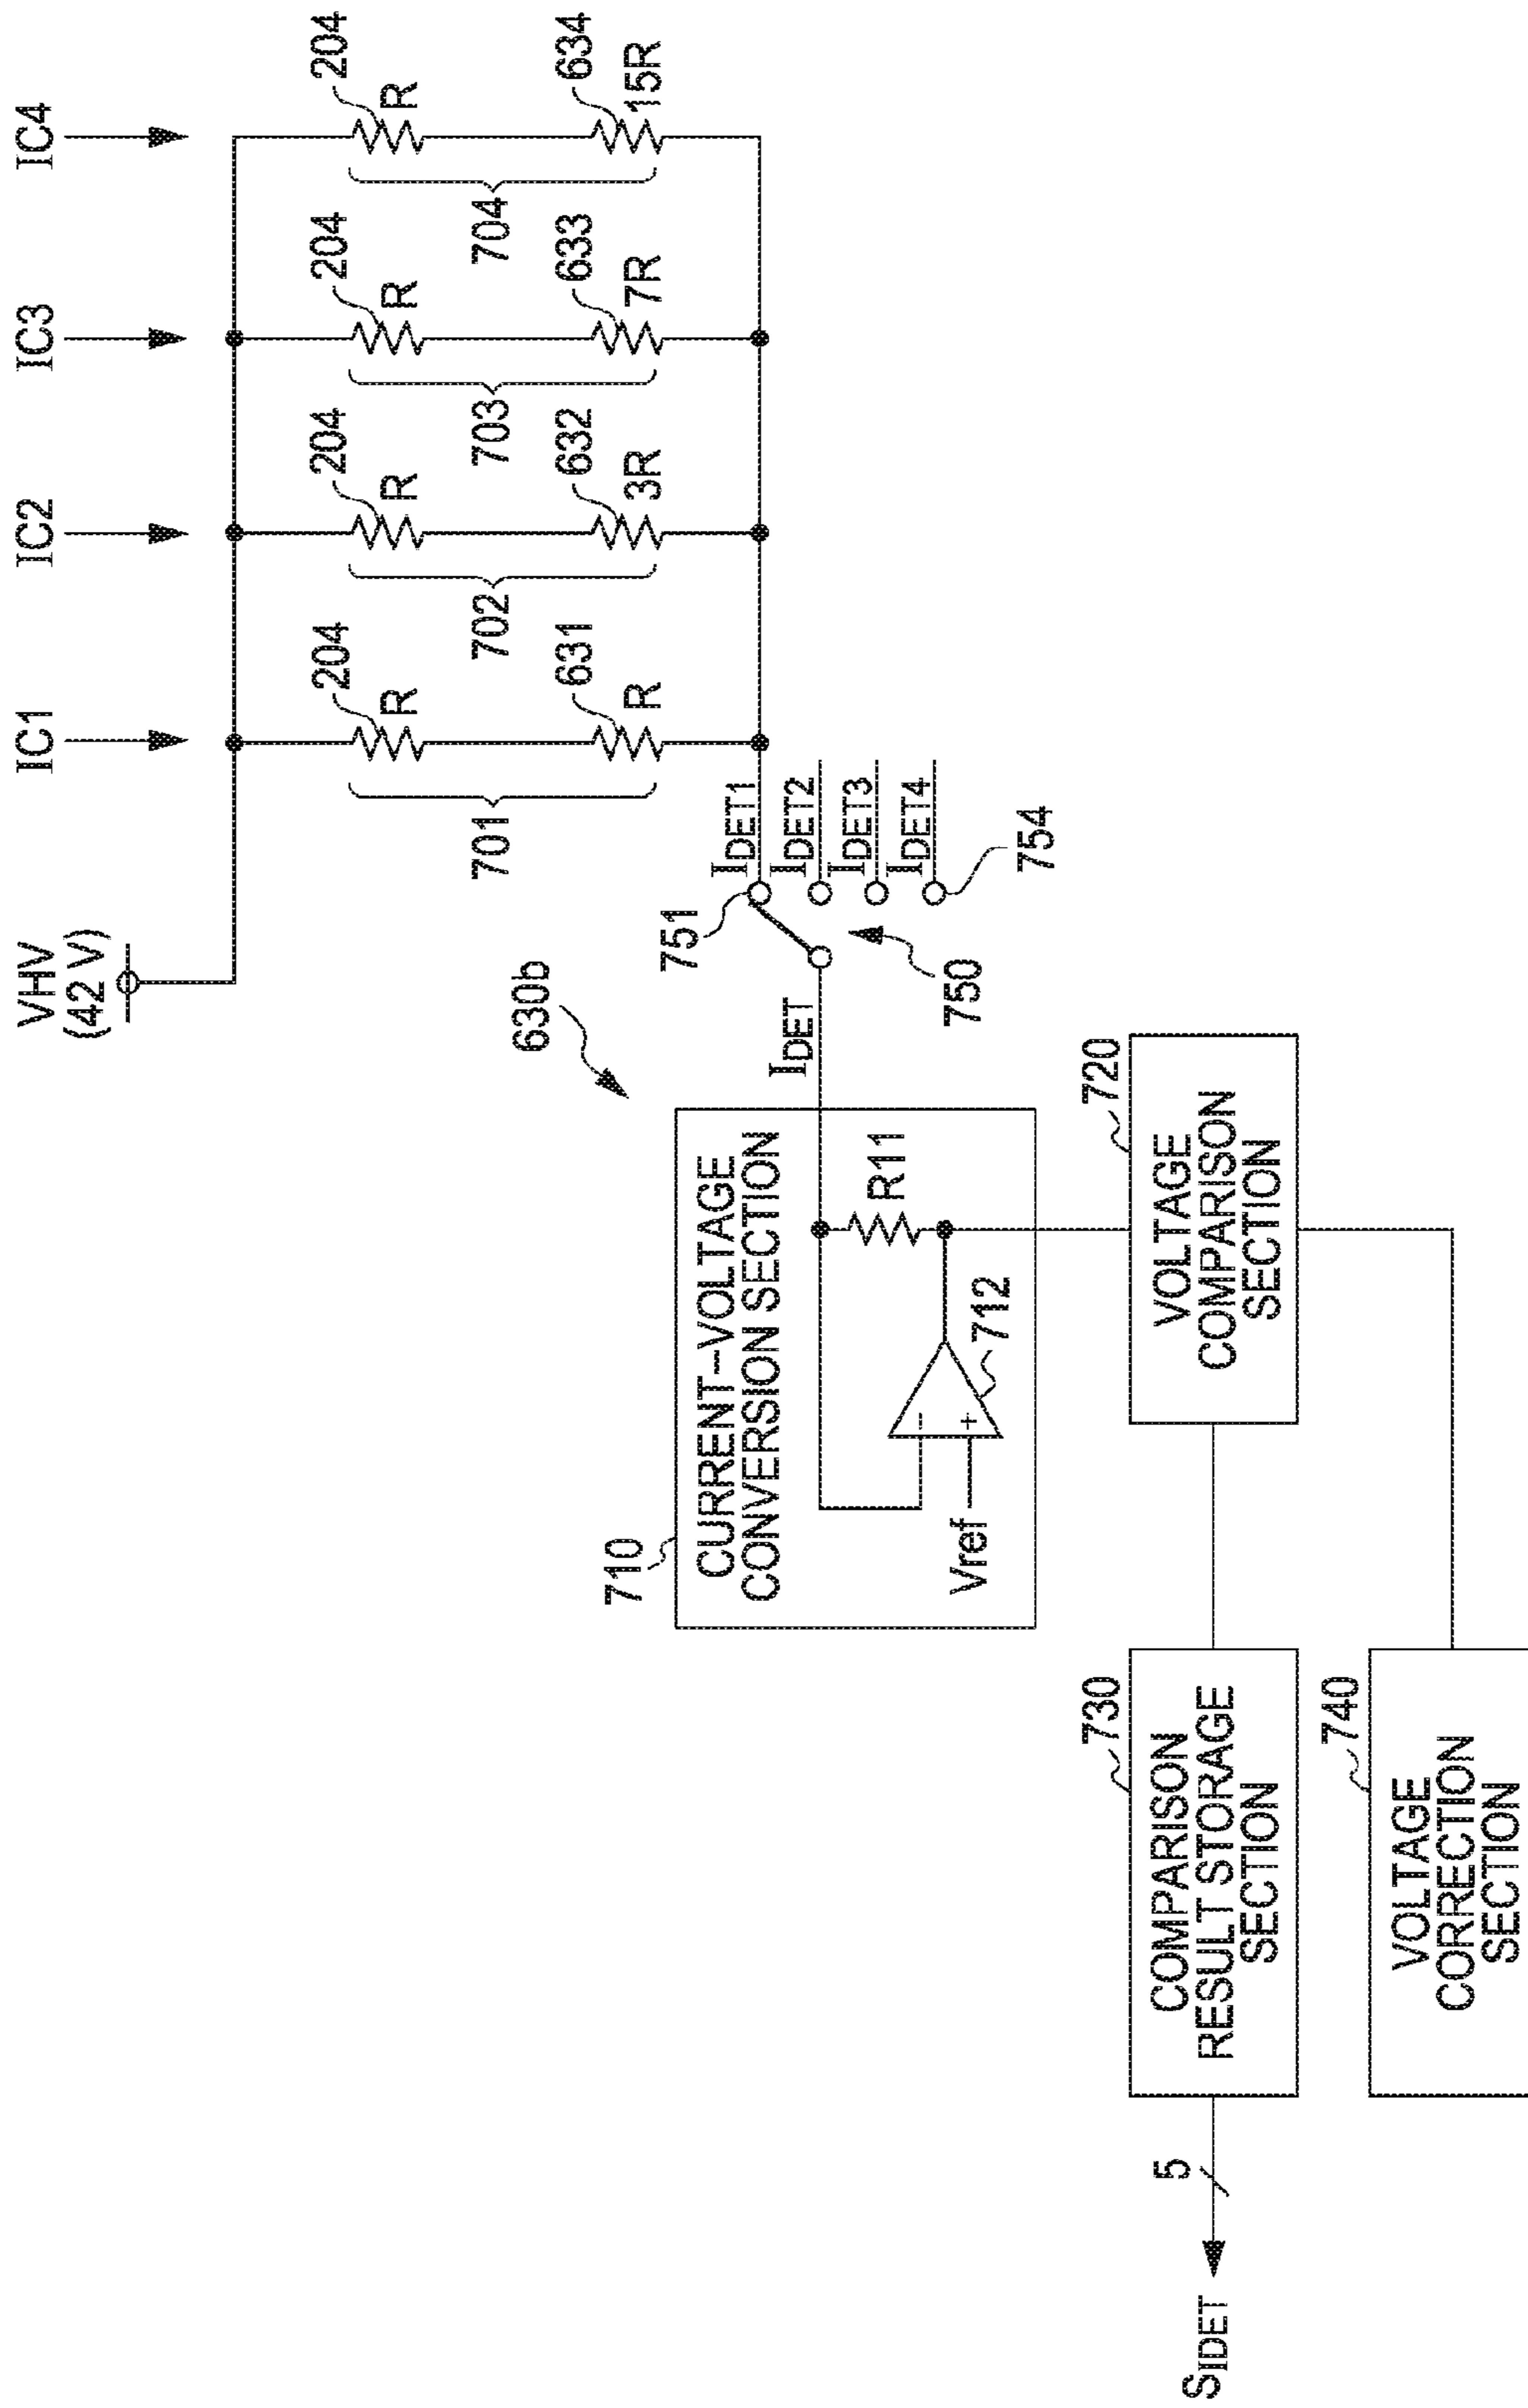 IC1
IC2
IC3
IC4
VHV
(42 V)
204
R
204
R
204
R
204
R
701
702
703
704
631
R
632
3R
633
7R
634
15R
751
IDET1
IDET2
IDET3
IDET4
754
750
630b
IDET
710
CURRENT–VOLTAGE
CONVERSION SECTION
R11
712
-
+
Vref
720
VOLTAGE
COMPARISON
SECTION
730
COMPARISON
RESULT STORAGE
SECTION
740
VOLTAGE
CORRECTION
SECTION
5
SIDET